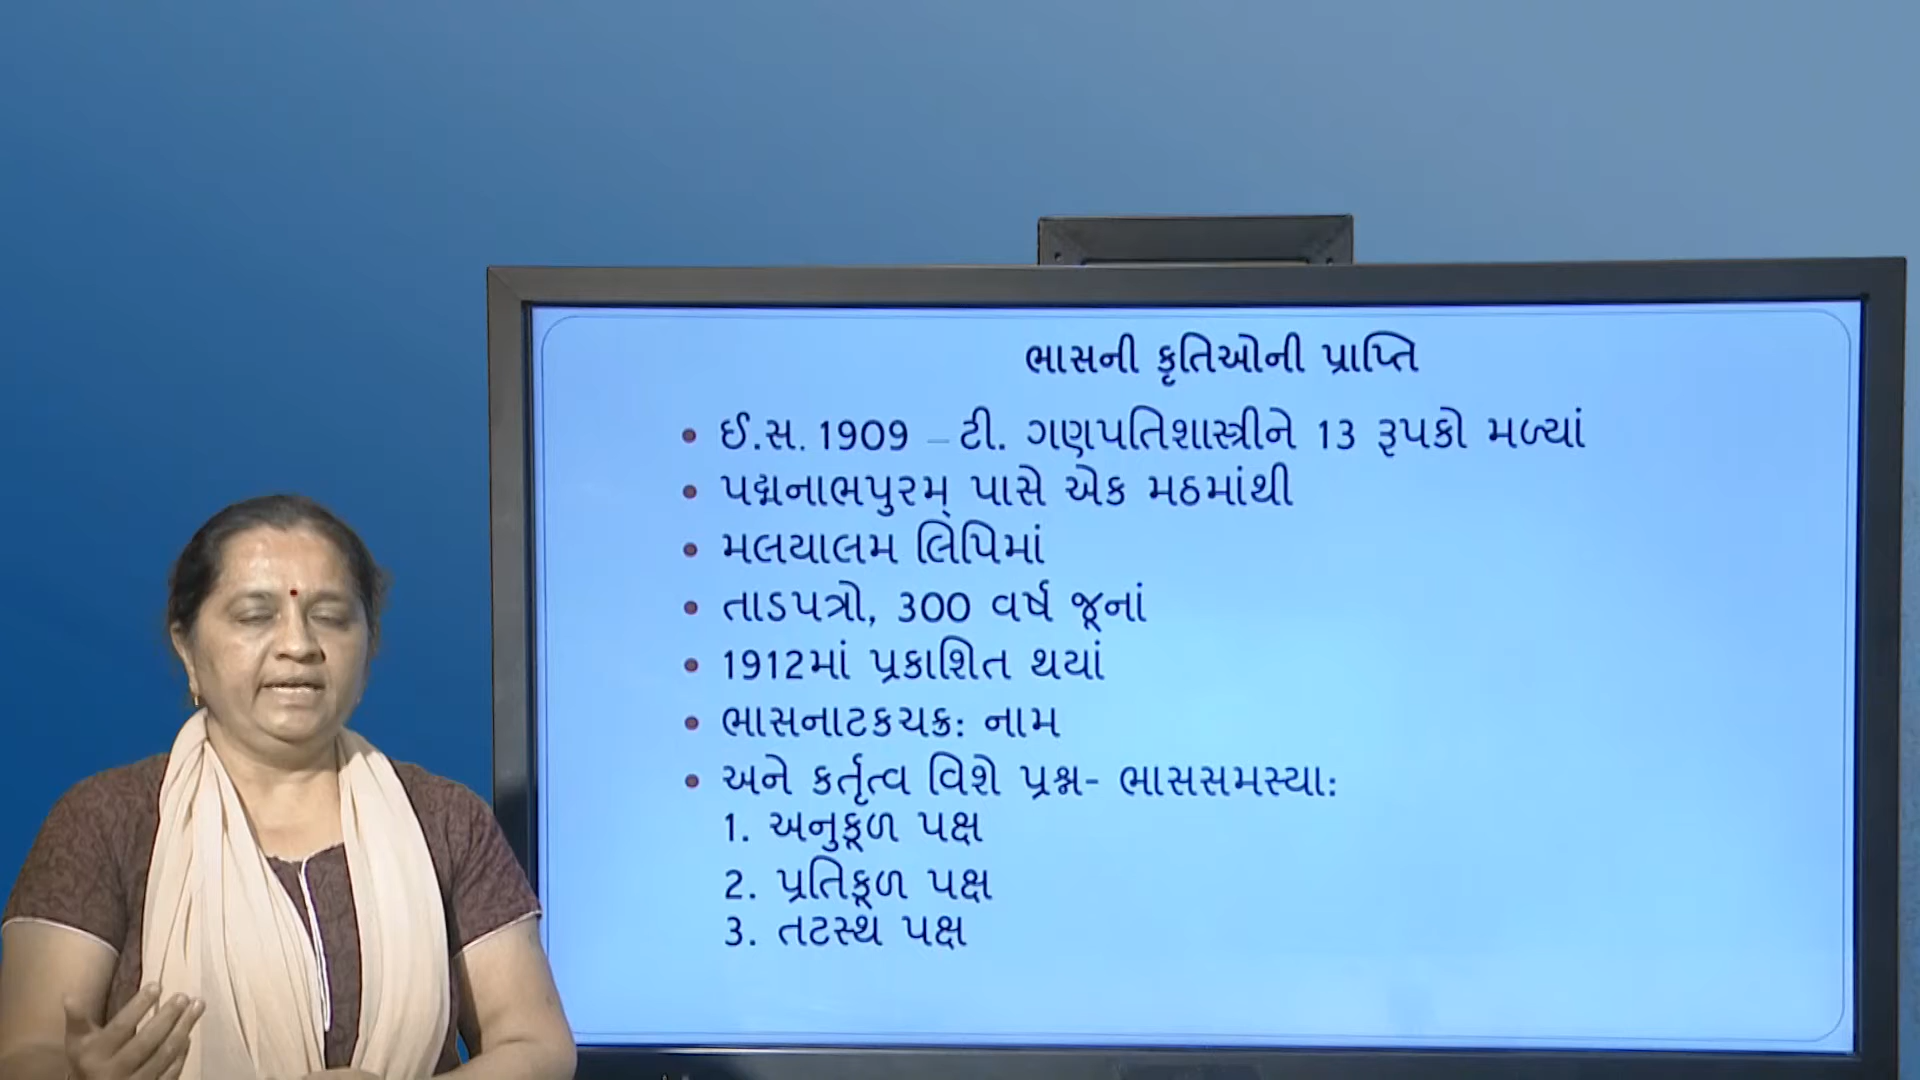 ભાસની કૃતિઓની પ્રાપ્તિ
• ઈ.સ. 1909 – ટી. ગણપતિશાસ્ત્રીને 13 રૂપકો મળ્યાં
• પદ્મનાભપુરમ્ પાસે એક મઠમાંથી
• મલયાલમ લિપિમાં
• તાડપત્રો, 300 વર્ષ જૂનાં
• 1912માં પ્રકાશિત થયાં
• ભાસનાટકચક્ર: નામ
• અને કર્તૃત્વ વિશે પ્રશ્ન- ભાસસમસ્યા:
1. અનુકૂળ પક્ષ
2. પ્રતિકૂળ પક્ષ
3. તટસ્થ પક્ષ